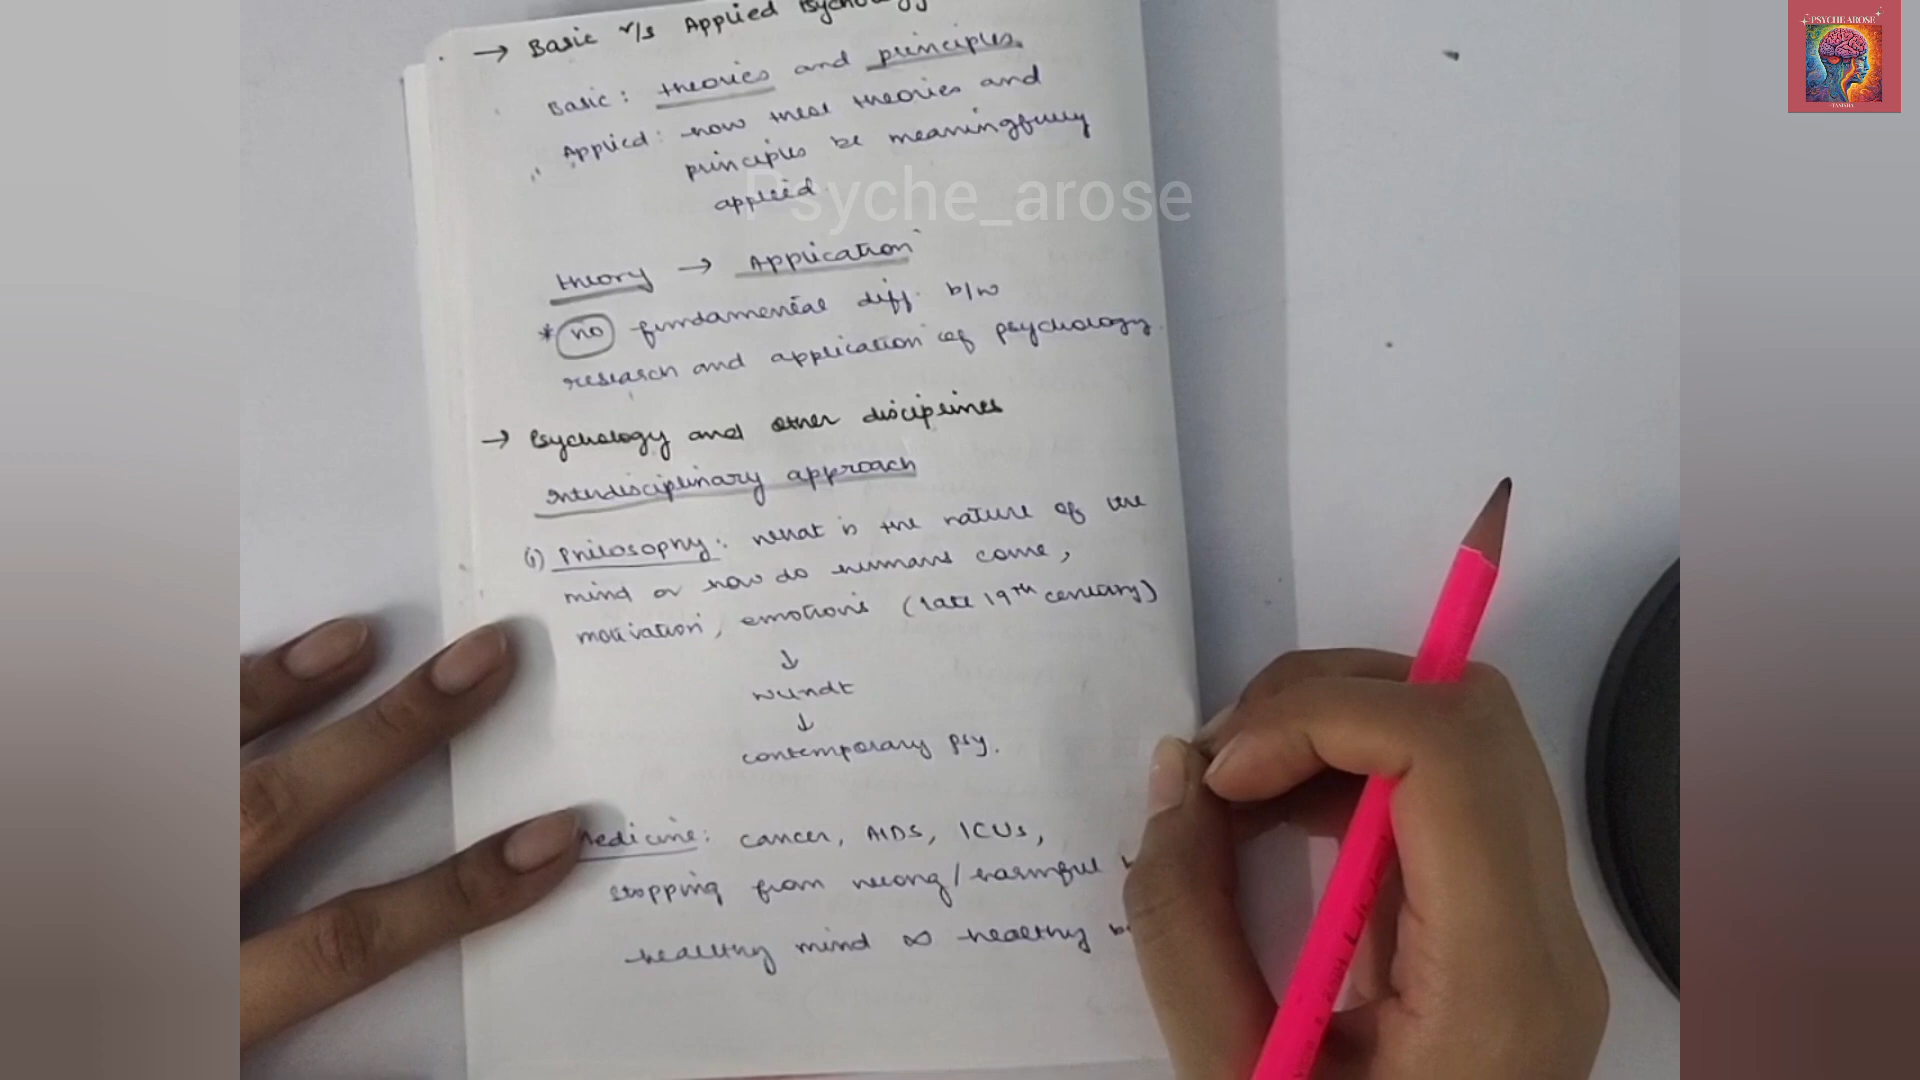 → Basic v/s Applied Psychology
Basic: theories and principles.
Applied: how these theories and
principles be meaningfully
applied.
theory → Application
* no fundamental diff. b/w
research and application of psychology.
→ Psychology and other disciplines
Interdisciplinary approach
(i) Philosophy: what is the nature of the
mind or how do humans come,
motivation, emotions (late 19th century)
↓
wundt
↓
contemporary psy.
medicine: cancer, AIDS, ICUs,
stopping from wrong/harmful
healthy mind ∞ healthy
Psyche_arose
PSYCHE AROSE